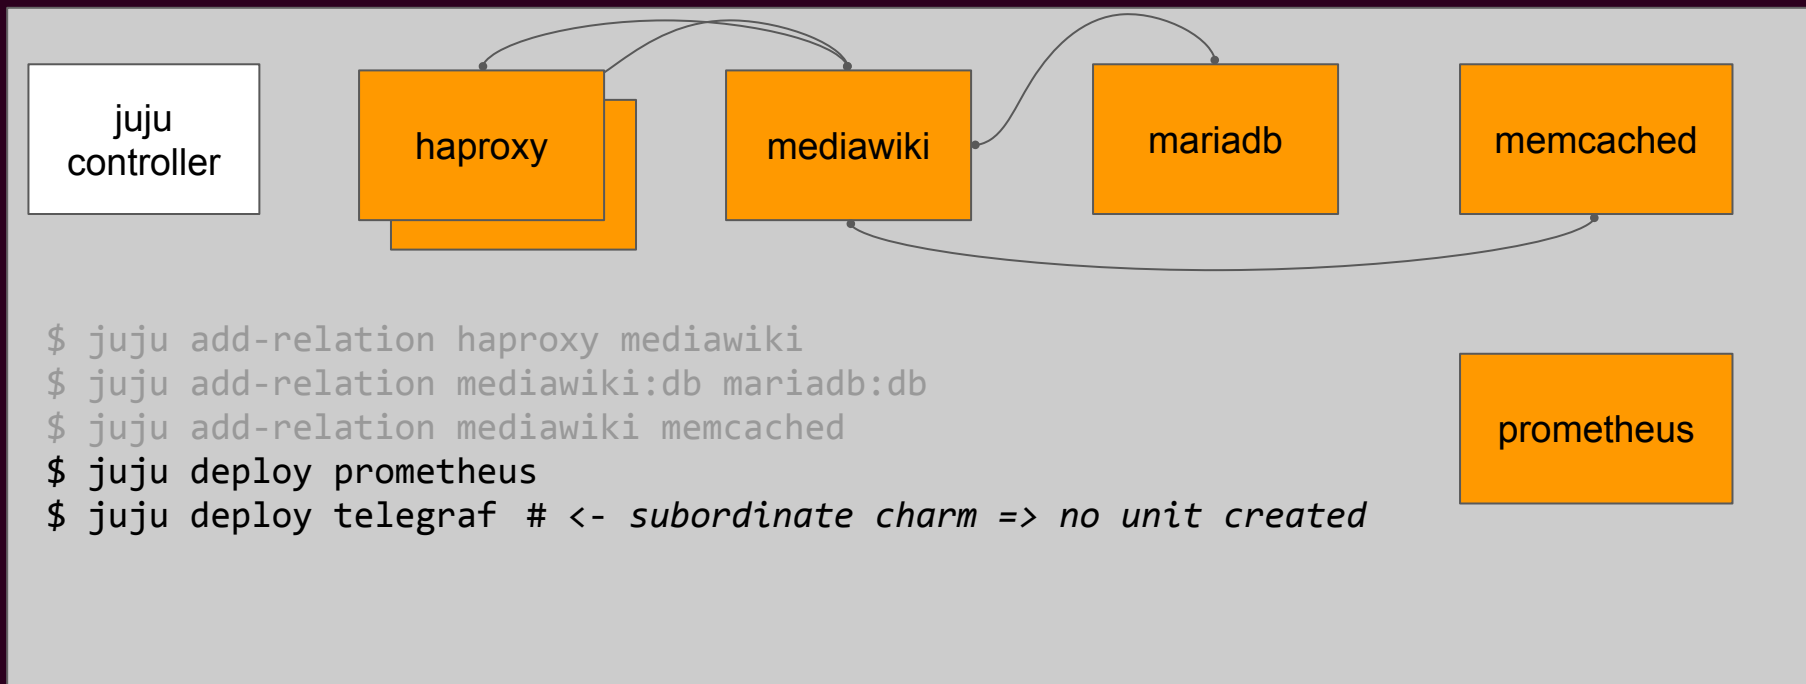 juju
controller
haproxy
mediawiki
mariadb
memcached
$ juju add-relation haproxy mediawiki
$ juju add-relation mediawiki:db mariadb:db
$ juju add-relation mediawiki memcached
$ juju deploy prometheus
$ juju deploy telegraf # <- subordinate charm => no unit created
prometheus